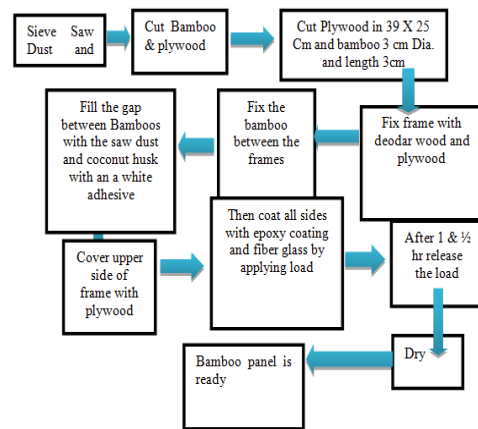 Sieve Saw
Dust and
Cut Bamboo
& plywood
Cut Plywood in 39 X 25
Cm and bamboo 3 cm Dia.
and length 3cm
Fix frame with
deodar wood and
plywood
Fix the
bamboo
between the
frames
Fill the gap
between Bamboos
with the saw dust
and coconut husk
with an a white
adhesive
Cover upper
side of
frame with
plywood
Then coat all sides
with epoxy coating
and fiber glass by
applying load
After 1 & ½
hr release
the load
Dry
Bamboo panel is
ready